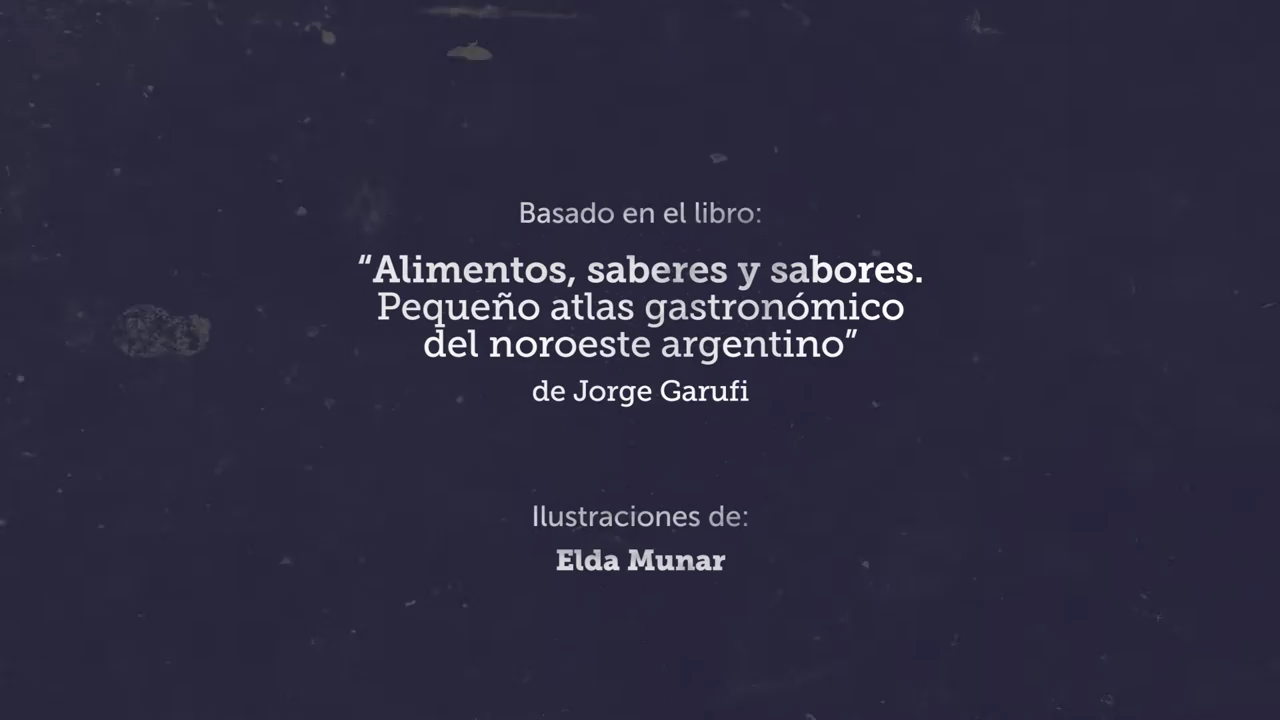 Basado en el libro:
“Alimentos, saberes y sabores.
Pequeño atlas gastronómico
del noroeste argentino”
de Jorge Garufi
Ilustraciones de:
Elda Munar